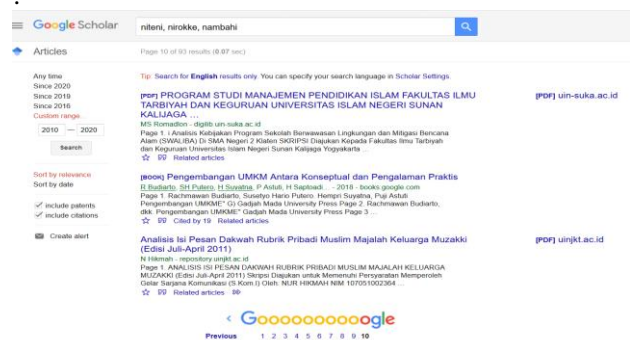 Google Scholar
niteni, nirokke, nambahi
Articles
Page 10 of 93 results (0.07 sec)
Any time
Since 2020
Since 2019
Since 2016
Custom range...
2010 — 2020
Search
Sort by relevance
Sort by date
include patents
include citations
Create alert
Tip: Search for English results only. You can specify your search language in Scholar Settings.
[PDF] PROGRAM STUDI MANAJEMEN PENDIDIKAN ISLAM FAKULTAS ILMU
TARBIYAH DAN KEGURUAN UNIVERSITAS ISLAM NEGERI SUNAN
KALIJAGA ...
MS Romadlon - digilib.uin-suka.ac.id
Page 1. i Analisis Kebijakan Program Sekolah Berwawasan Lingkungan dan Mitigasi Bencana
Alam (SWALIBA) Di SMA Negeri 2 Klaten SKRIPSI Diajukan Kepada Fakultas Ilmu Tarbiyah
dan Keguruan Universitas Islam Negeri Sunan Kalijaga Yogyakarta ...
Related articles
[PDF] uin-suka.ac.id
[BOOK] Pengembangan UMKM Antara Konseptual dan Pengalaman Praktis
R Budiarto, SH Putero, H Suyatna, P Astuti, H Saptoadi... - 2018 - books.google.com
Page 1. Rachmawan Budiarto, Susetyo Hario Putero. Hempri Suyatna, Puji Astuti
Pengembangan UMKME" G) Gadjah Mada University Press Page 2. Rachmawan Budiarto,
dkk. Pengembangan UMKME" Gadjah Mada University Press Page 3 ...
Cited by 19 Related articles
Analisis Isi Pesan Dakwah Rubrik Pribadi Muslim Majalah Keluarga Muzakki
(Edisi Juli-April 2011)
N Hikmah - repository.uinjkt.ac.id
Page 1. ANALISIS ISI PESAN DAKWAH RUBRIK PRIBADI MUSLIM MAJALAH KELUARGA
MUZAKKI (Edisi Juli-April 2011) Skripsi Diajukan untuk Memenuhi Persyaratan Memperoleh
Gelar Sarjana Komunikasi (S.Kom.I) Oleh: NUR HIKMAH NIM 107051002364 ...
Related articles
[PDF] uinjkt.ac.id
Goooooooooogle
Previous 1 2 3 4 5 6 7 8 9 10